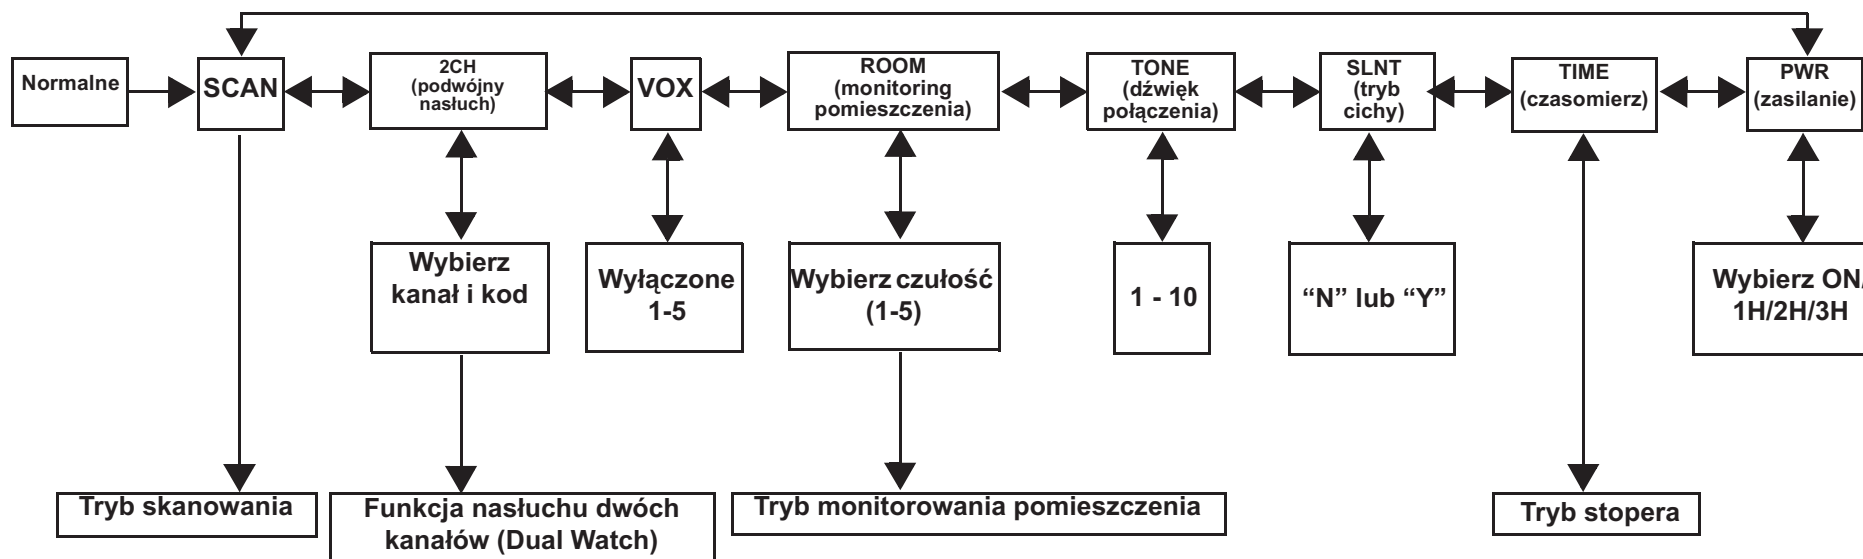 Normalne
SCAN
2CH
(podwójny
nasłuch)
VOX
ROOM
(monitoring
pomieszczenia)
TONE
(dźwięk
połączenia)
SLNT
(tryb
cichy)
TIME
(czasomierz)
PWR
(zasilanie)
Wybierz
kanał i kod
Wyłączone
1-5
Wybierz czułość
(1-5)
1 - 10
“N” lub “Y”
Wybierz ON/
1H/2H/3H
Tryb skanowania
Funkcja nasłuchu dwóch
kanałów (Dual Watch)
Tryb monitorowania pomieszczenia
Tryb stopera